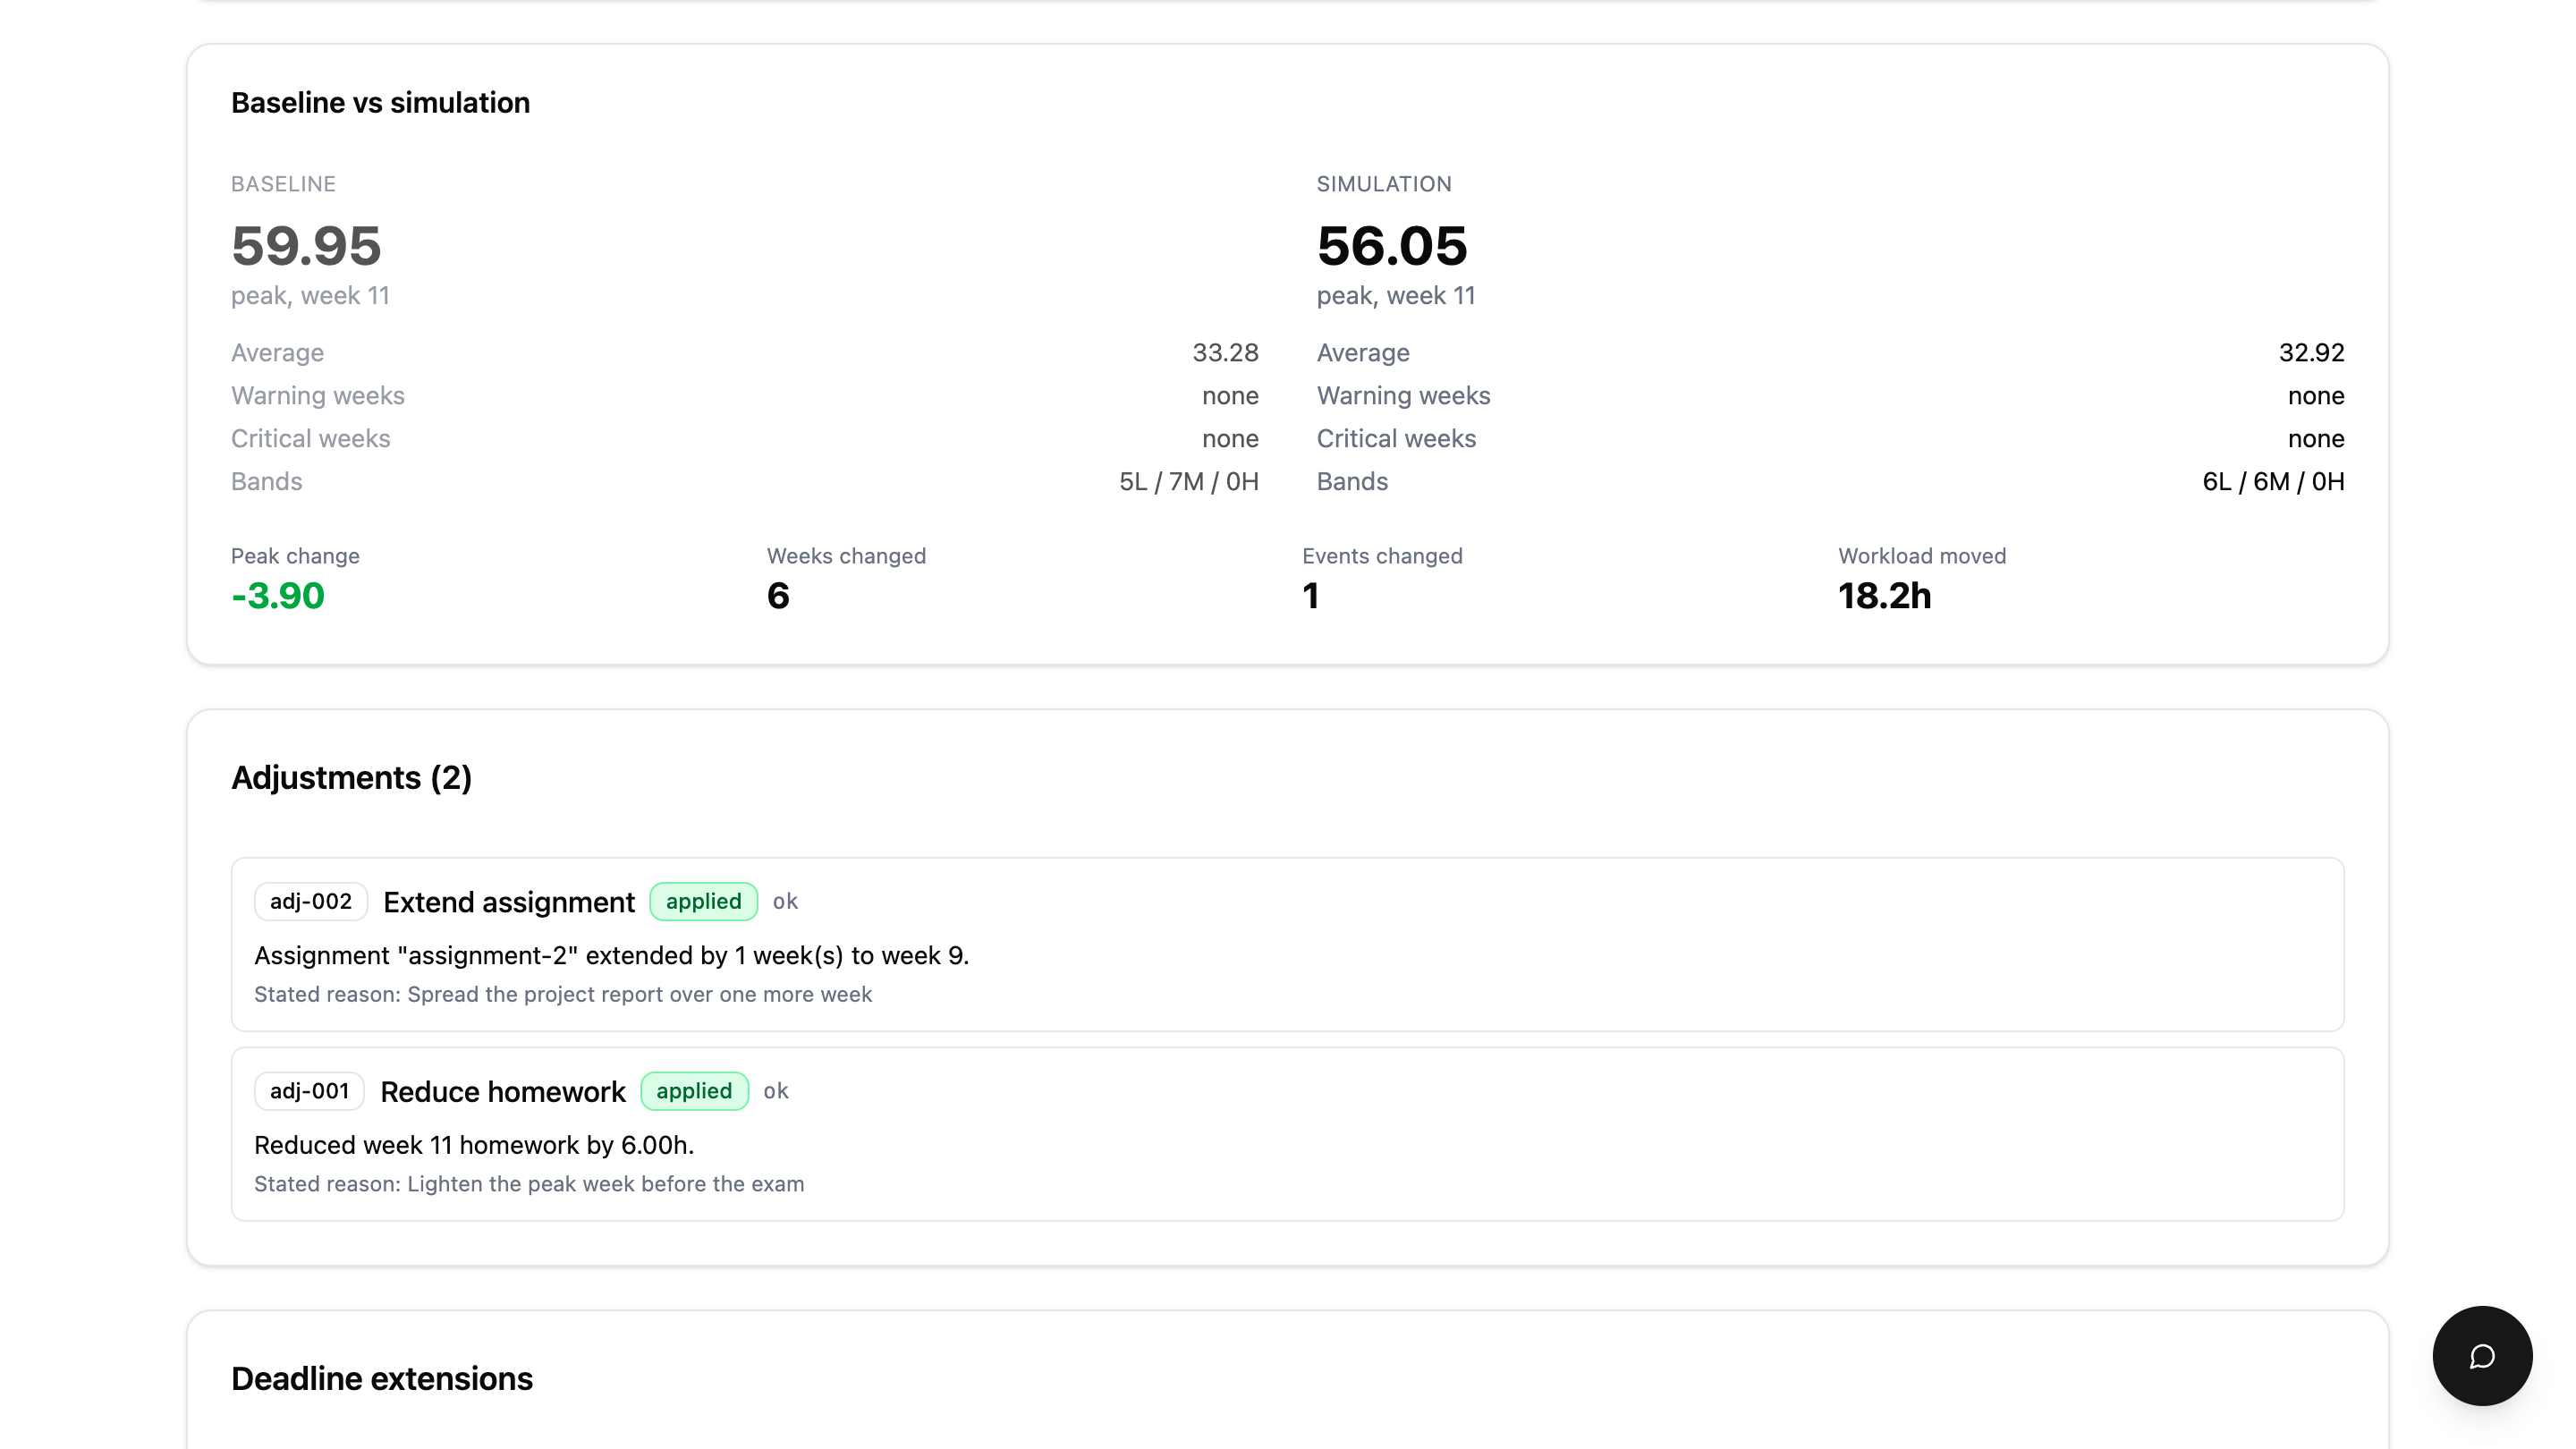 Baseline vs simulation
BASELINE
59.95
peak, week 11
Average 33.28
Warning weeks none
Critical weeks none
Bands 5L / 7M / 0H
SIMULATION
56.05
peak, week 11
Average 32.92
Warning weeks none
Critical weeks none
Bands 6L / 6M / 0H
Peak change
-3.90
Weeks changed
6
Events changed
1
Workload moved
18.2h
Adjustments (2)
adj-002 Extend assignment applied ok
Assignment "assignment-2" extended by 1 week(s) to week 9.
Stated reason: Spread the project report over one more week
adj-001 Reduce homework applied ok
Reduced week 11 homework by 6.00h.
Stated reason: Lighten the peak week before the exam
Deadline extensions